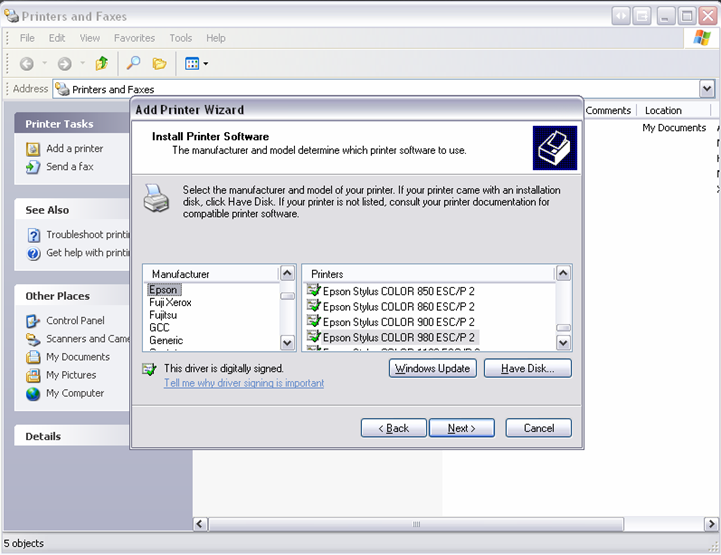 Printers and Faxes
File Edit View Favorites Tools Help
Address Printers and Faxes
Comments Location
My Documents
Printer Tasks
Add a printer
Send a fax
See Also
Troubleshoot
Get help with
Other Places
Control Panel
Scanners and
My Documents
My Pictures
My Computer
Details
Add Printer Wizard
Install Printer Software
The manufacturer and model determine which printer software to use.
Select the manufacturer and model of your printer. If your printer came with an installation
disk, click Have Disk. If your printer is not listed, consult your printer documentation for
compatible printer software.
Manufacturer
Epson
Fuji Xerox
Fujitsu
GCC
Generic
Printers
Epson Stylus COLOR 850 ESC/P 2
Epson Stylus COLOR 860 ESC/P 2
Epson Stylus COLOR 900 ESC/P 2
Epson Stylus COLOR 980 ESC/P 2
This driver is digitally signed.
Tell me why driver signing is important
Windows Update
Have Disk...
< Back
Next >
Cancel
5 objects